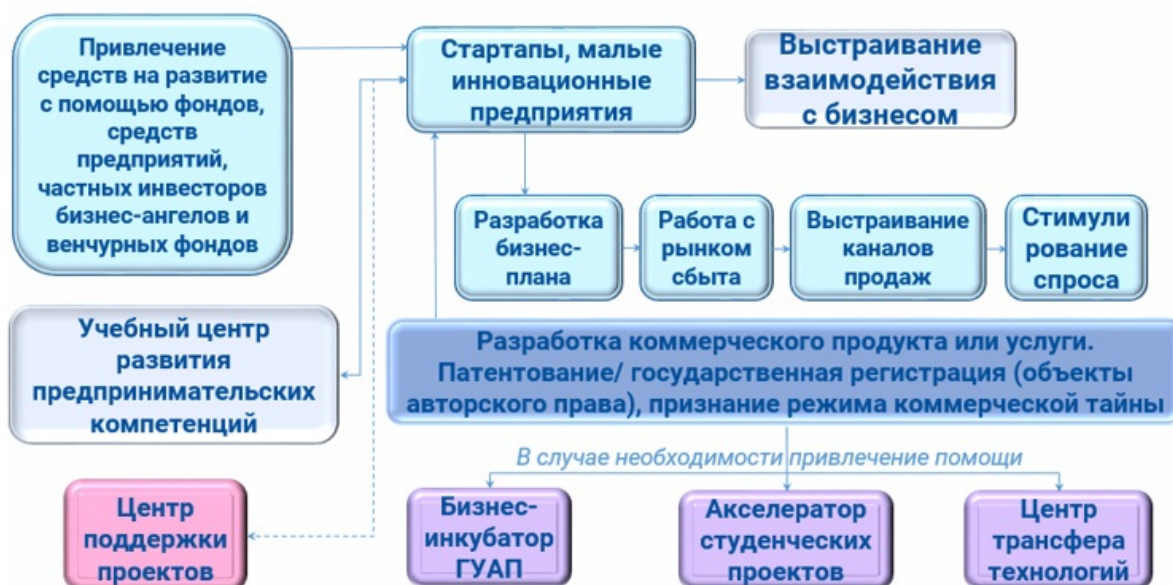 Привлечение
средств на развитие
с помощью фондов,
средств
предприятий,
частных инвесторов
бизнес-ангелов и
венчурных фондов
Стартапы, малые
инновационные
предприятия
Выстраивание
взаимодействия
с бизнесом
Разработка
бизнес-
плана
Работа с
рынком
сбыта
Выстраивание
каналов
продаж
Стимули
рование
спроса
Учебный центр
развития
предпринимательских
компетенций
Разработка коммерческого продукта или услуги.
Патентование/ государственная регистрация (объекты
авторского права), признание режима коммерческой тайны
В случае необходимости привлечение помощи
Центр
поддержки
проектов
Бизнес-
инкубатор
ГУАП
Акселератор
студенческих
проектов
Центр
трансфера
технологий